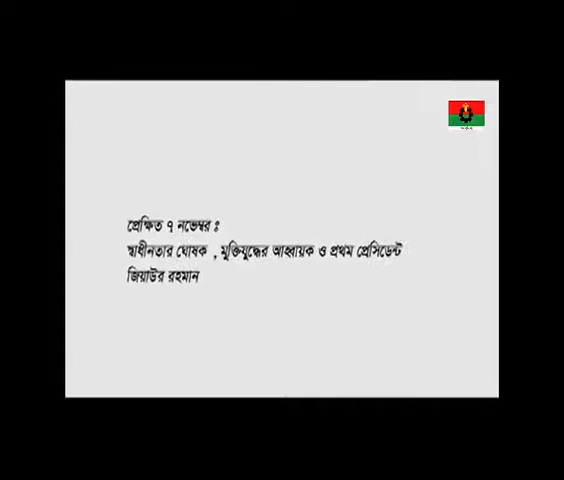 প্রেক্ষিত ৭ নভেম্বর ঃ
স্বাধীনতার ঘোষক , মুক্তিযুদ্ধের আহ্বায়ক ও প্রথম প্রেসিডেন্ট
জিয়াউর রহমান